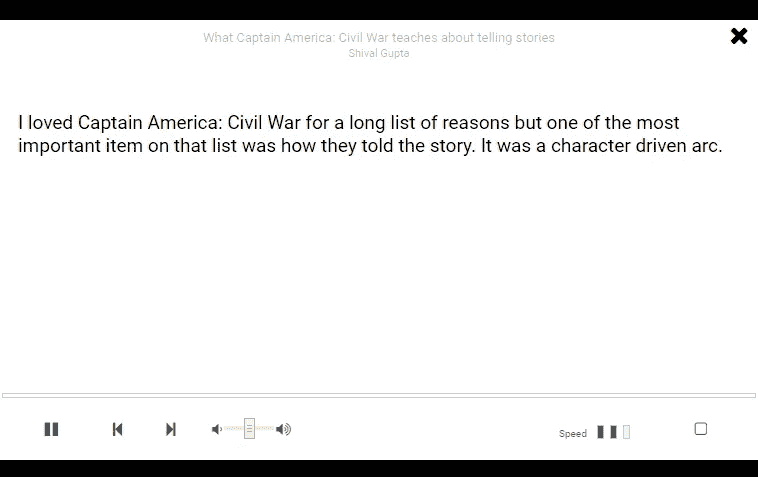 What Captain America: Civil War teaches about telling stories
Shival Gupta
I loved Captain America: Civil War for a long list of reasons but one of the most
important item on that list was how they told the story. It was a character driven arc.
Speed